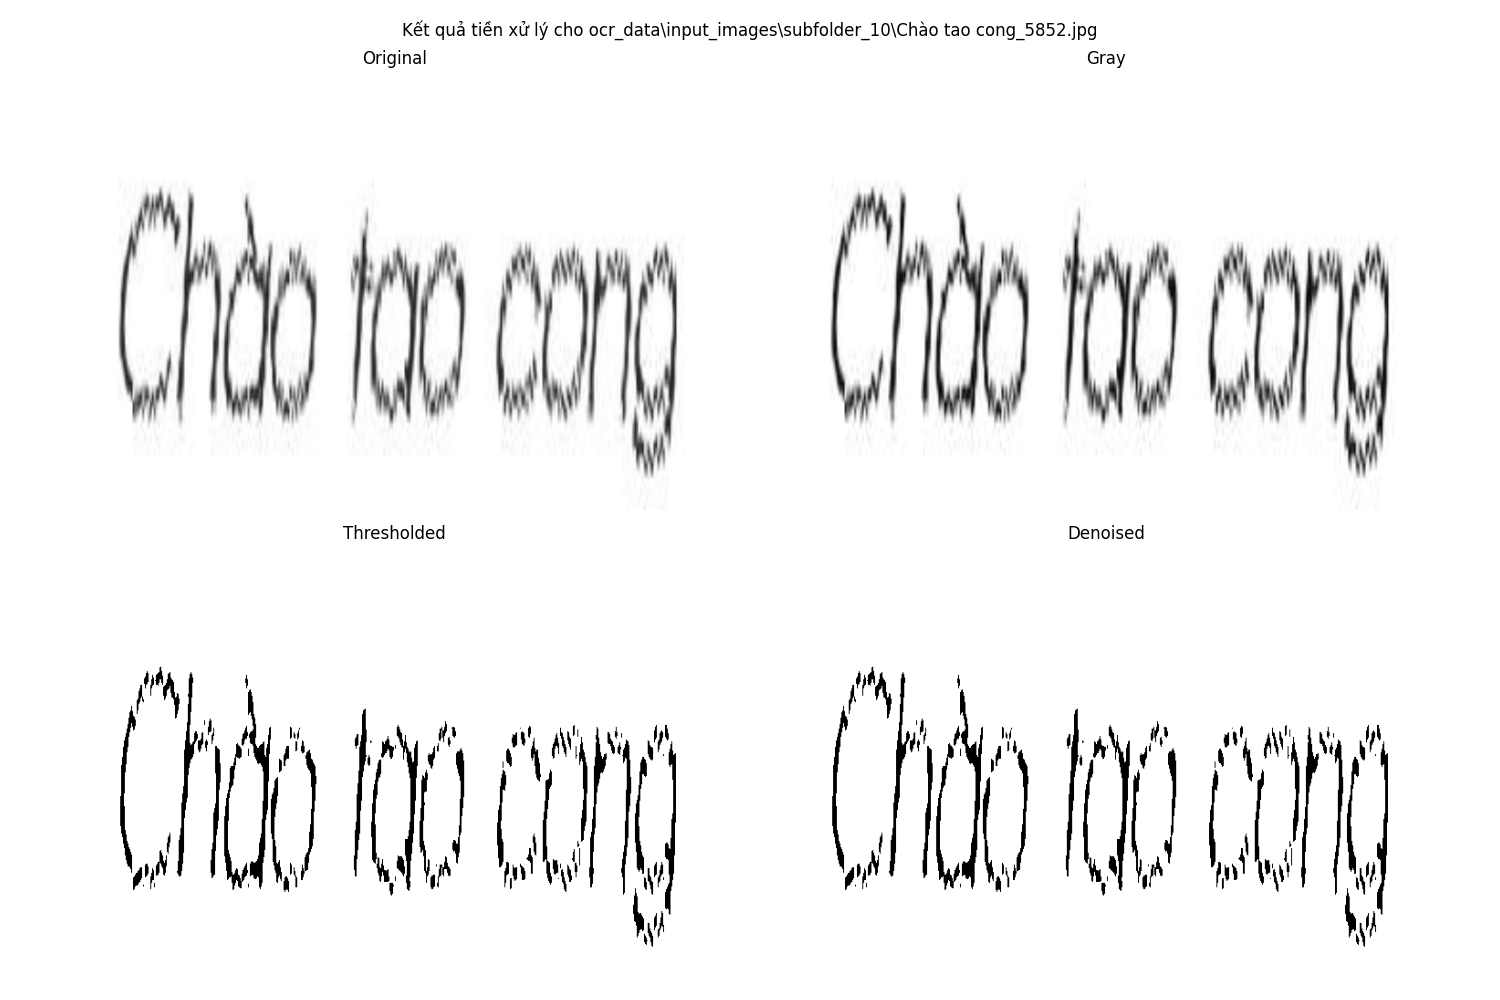 Kết quả tiền xử lý cho ocr_data\input_images\subfolder_10\Chào tao cong_5852.jpg
Original
Gray
Chào tao cong
Chào tao cong
Thresholded
Denoised
Chào tao cong
Chào tao cong